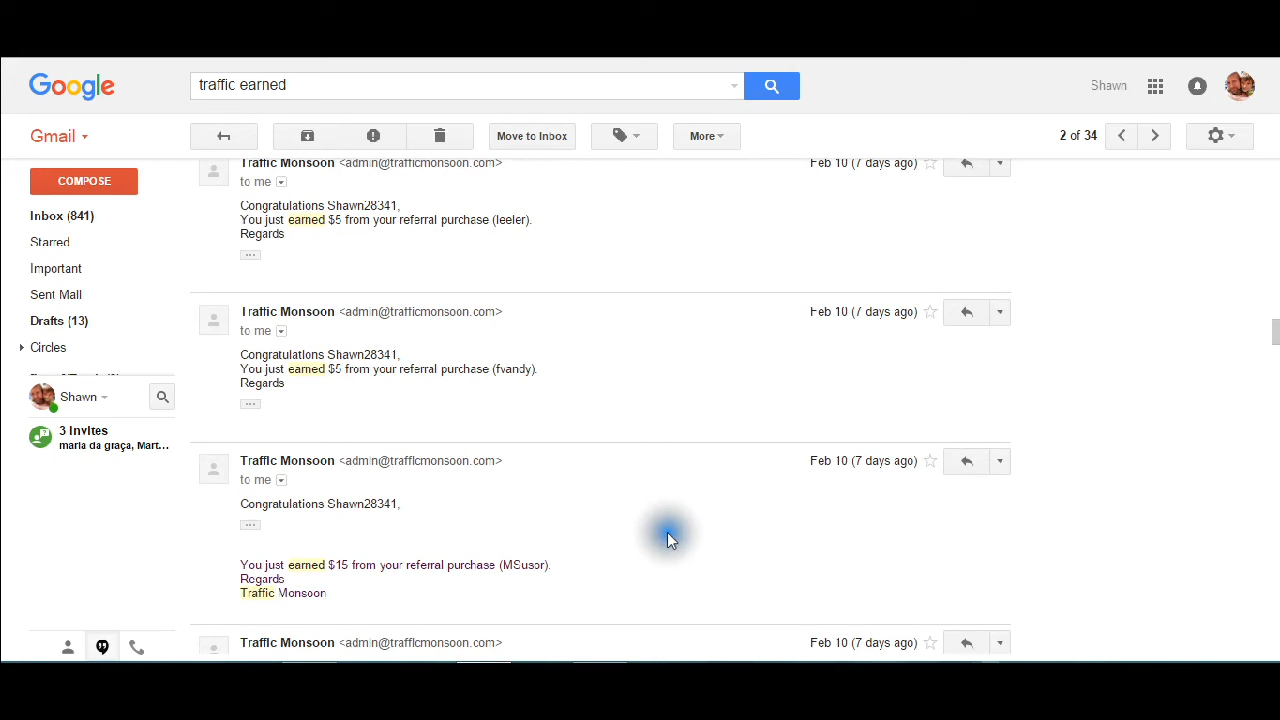 Google
traffic earned
Shawn
Gmail
Move to Inbox
More
2 of 34
COMPOSE
Inbox (841)
Starred
Important
Sent Mail
Drafts (13)
Circles
Shawn
3 Invites
maria da graça, Mart...
Traffic Monsoon <admin@trafficmonsoon.com>
Feb 10 (7 days ago)
to me
Congratulations Shawn28341,
You just earned $5 from your referral purchase (leeler).
Regards
Traffic Monsoon <admin@trafficmonsoon.com>
Feb 10 (7 days ago)
to me
Congratulations Shawn28341,
You just earned $5 from your referral purchase (fvandy).
Regards
Traffic Monsoon <admin@trafficmonsoon.com>
Feb 10 (7 days ago)
to me
Congratulations Shawn28341,
You just earned $15 from your referral purchase (MSusor).
Regards
Traffic Monsoon
Traffic Monsoon <admin@trafficmonsoon.com>
Feb 10 (7 days ago)